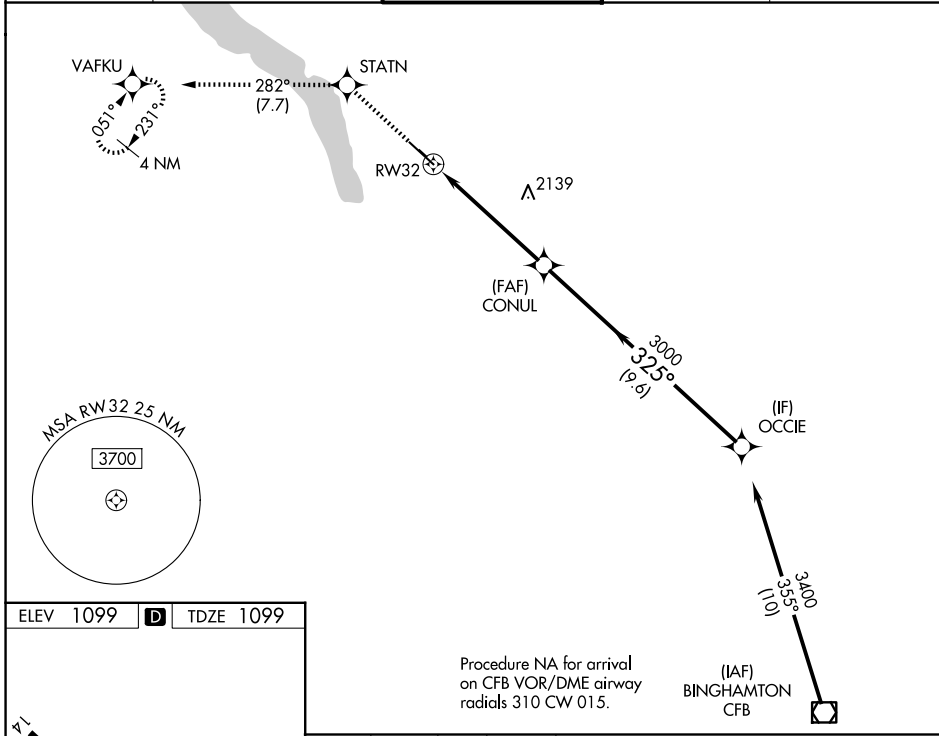 VAFKU
STATN
282°
(7.7)
051°
231°
4 NM
RW32
2139
(FAF)
CONUL
3000
325°
(9.6)
(IF)
OCCIE
MSA RW32 25 NM
3700
3400
355°
(10)
ELEV 1099
D
TDZE 1099
Procedure NA for arrival
on CFB VOR/DME airway
radials 310 CW 015.
(IAF)
BINGHAMTON
CFB
14